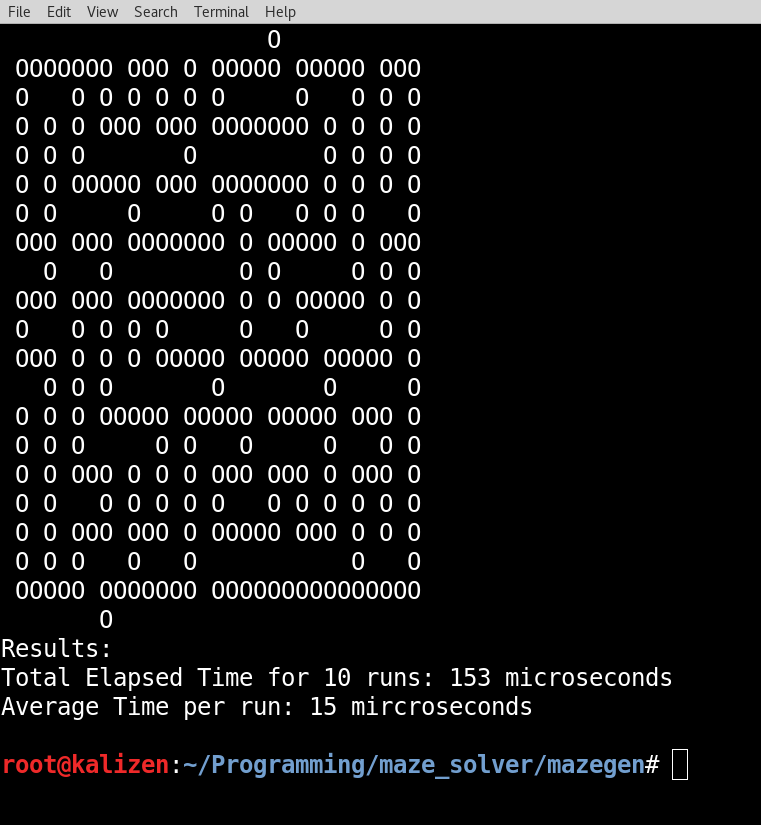 File Edit View Search Terminal Help
                   O
 OOOOOOO OOO O OOOOO OOOOO OOO
 O   O O O O O O     O   O O O
 O O O OOO OOO OOOOOOO O O O O
 O O O       O         O O O O
 O O OOOOO OOO OOOOOOO O O O O
 O O     O     O O   O O O   O
 OOO OOO OOOOOOO O OOOOO O OOO
   O   O         O O     O O O
 OOO OOO OOOOOOO O O OOOOO O O
 O   O O O O     O   O     O O
 OOO O O O OOOOO OOOOO OOOOO O
   O O O       O       O     O
 O O O OOOOO OOOOO OOOOO OOO O
 O O O     O O   O     O   O O
 O O OOO O O O OOO OOO O OOO O
 O O   O O O O O   O O O O O O
 O O OOO OOO O OOOOO OOO O O O
 O O O   O   O           O   O
 OOOOO OOOOOOO OOOOOOOOOOOOOOO
       O
Results:
Total Elapsed Time for 10 runs: 153 microseconds
Average Time per run: 15 mircroseconds
root@kalizen:~/Programming/maze_solver/mazegen#